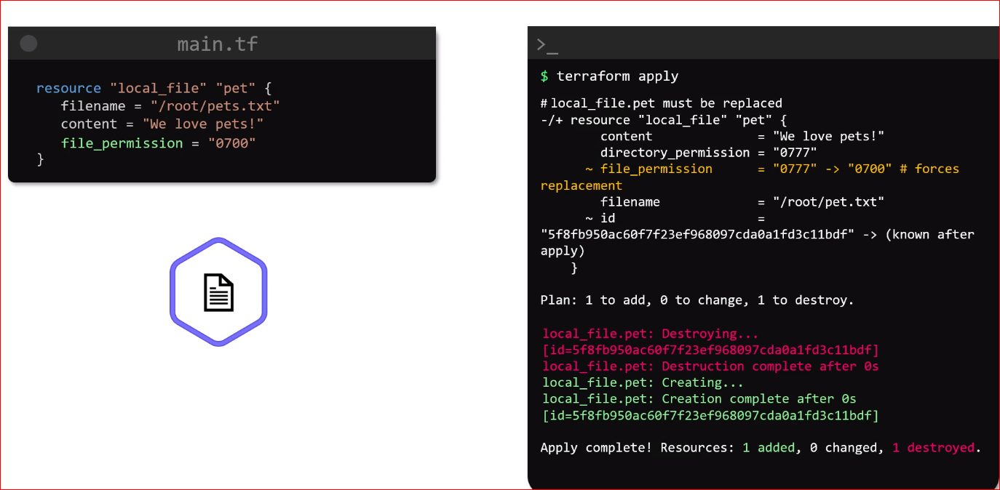 main.tf
resource "local_file" "pet" {
filename = "/root/pets.txt"
content = "We love pets!"
file_permission = "0700"
}
>_
$ terraform apply
# local_file.pet must be replaced
-/+ resource "local_file" "pet" {
content = "We love pets!"
directory_permission = "0777"
~ file_permission = "0777" -> "0700" # forces
replacement
filename = "/root/pet.txt"
~ id =
"5f8fb950ac60f7f23ef968097cda0a1fd3c11bdf" -> (known after
apply)
}
Plan: 1 to add, 0 to change, 1 to destroy.
local_file.pet: Destroying...
[id=5f8fb950ac60f7f23ef968097cda0a1fd3c11bdf]
local_file.pet: Destruction complete after 0s
local_file.pet: Creating...
local_file.pet: Creation complete after 0s
[id=5f8fb950ac60f7f23ef968097cda0a1fd3c11bdf]
Apply complete! Resources: 1 added, 0 changed, 1 destroyed.